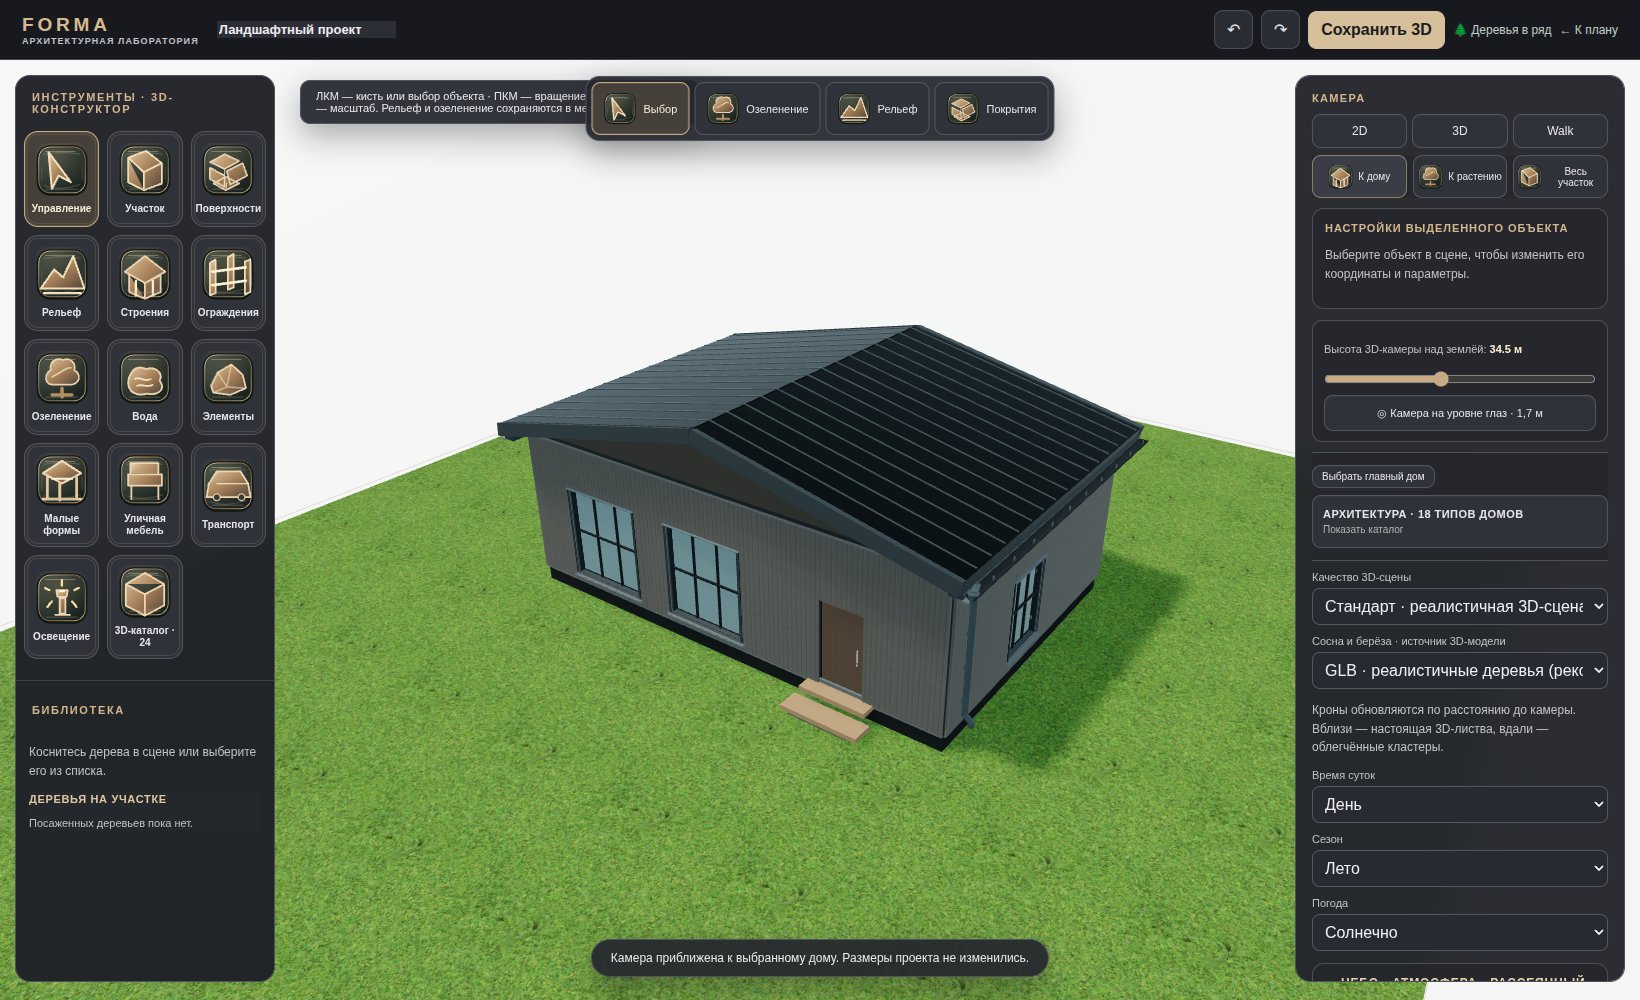 FORMA
АРХИТЕКТУРНАЯ ЛАБОРАТОРИЯ
Ландшафтный проект
↶
↷
Сохранить 3D
🌲 Деревья в ряд
← К плану
ИНСТРУМЕНТЫ · 3D-
КОНСТРУКТОР
Управление
Участок
Поверхности
Рельеф
Строения
Ограждения
Озеленение
Вода
Элементы
Малые
формы
Уличная
мебель
Транспорт
Освещение
3D-каталог ·
24
БИБЛИОТЕКА
Коснитесь дерева в сцене или выберите
его из списка.
ДЕРЕВЬЯ НА УЧАСТКЕ
Посаженных деревьев пока нет.
ЛКМ — кисть или выбор объекта · ПКМ — вращение
— масштаб. Рельеф и озеленение сохраняются в ме
Выбор
Озеленение
Рельеф
Покрытия
Камера приближена к выбранному дому. Размеры проекта не изменились.
КАМЕРА
2D
3D
Walk
К дому
К растению
Весь
участок
НАСТРОЙКИ ВЫДЕЛЕННОГО ОБЪЕКТА
Выберите объект в сцене, чтобы изменить его
координаты и параметры.
Высота 3D-камеры над землёй: 34.5 м
◎ Камера на уровне глаз · 1,7 м
Выбрать главный дом
АРХИТЕКТУРА · 18 ТИПОВ ДОМОВ
Показать каталог
Качество 3D-сцены
Стандарт · реалистичная 3D-сцена
Сосна и берёза · источник 3D-модели
GLB · реалистичные деревья (реко
Кроны обновляются по расстоянию до камеры.
Вблизи — настоящая 3D-листва, вдали —
облегчённые кластеры.
Время суток
День
Сезон
Лето
Погода
Солнечно
НЕБО · АТМОСФЕРА · РАССЕЯННЫЙ